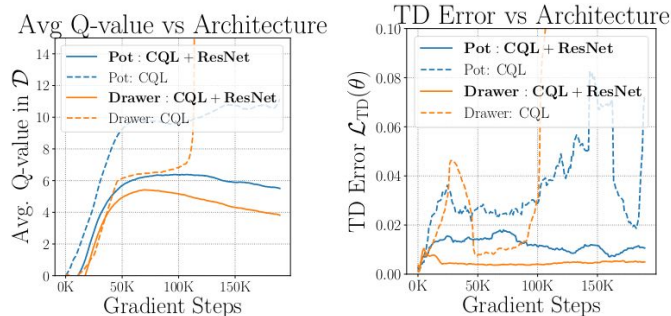 Avg Q-value vs Architecture
Avg. Q-value in 𝒟
14
12
10
8
6
4
2
0
Pot : CQL + ResNet
Pot: CQL
Drawer : CQL + ResNet
Drawer: CQL
0K
50K
100K
150K
Gradient Steps
TD Error vs Architecture
TD Error ℒ_TD(θ)
0.10
0.08
0.06
0.04
0.02
0.00
Pot : CQL + ResNet
Pot: CQL
Drawer : CQL + ResNet
Drawer: CQL
0K
50K
100K
150K
Gradient Steps